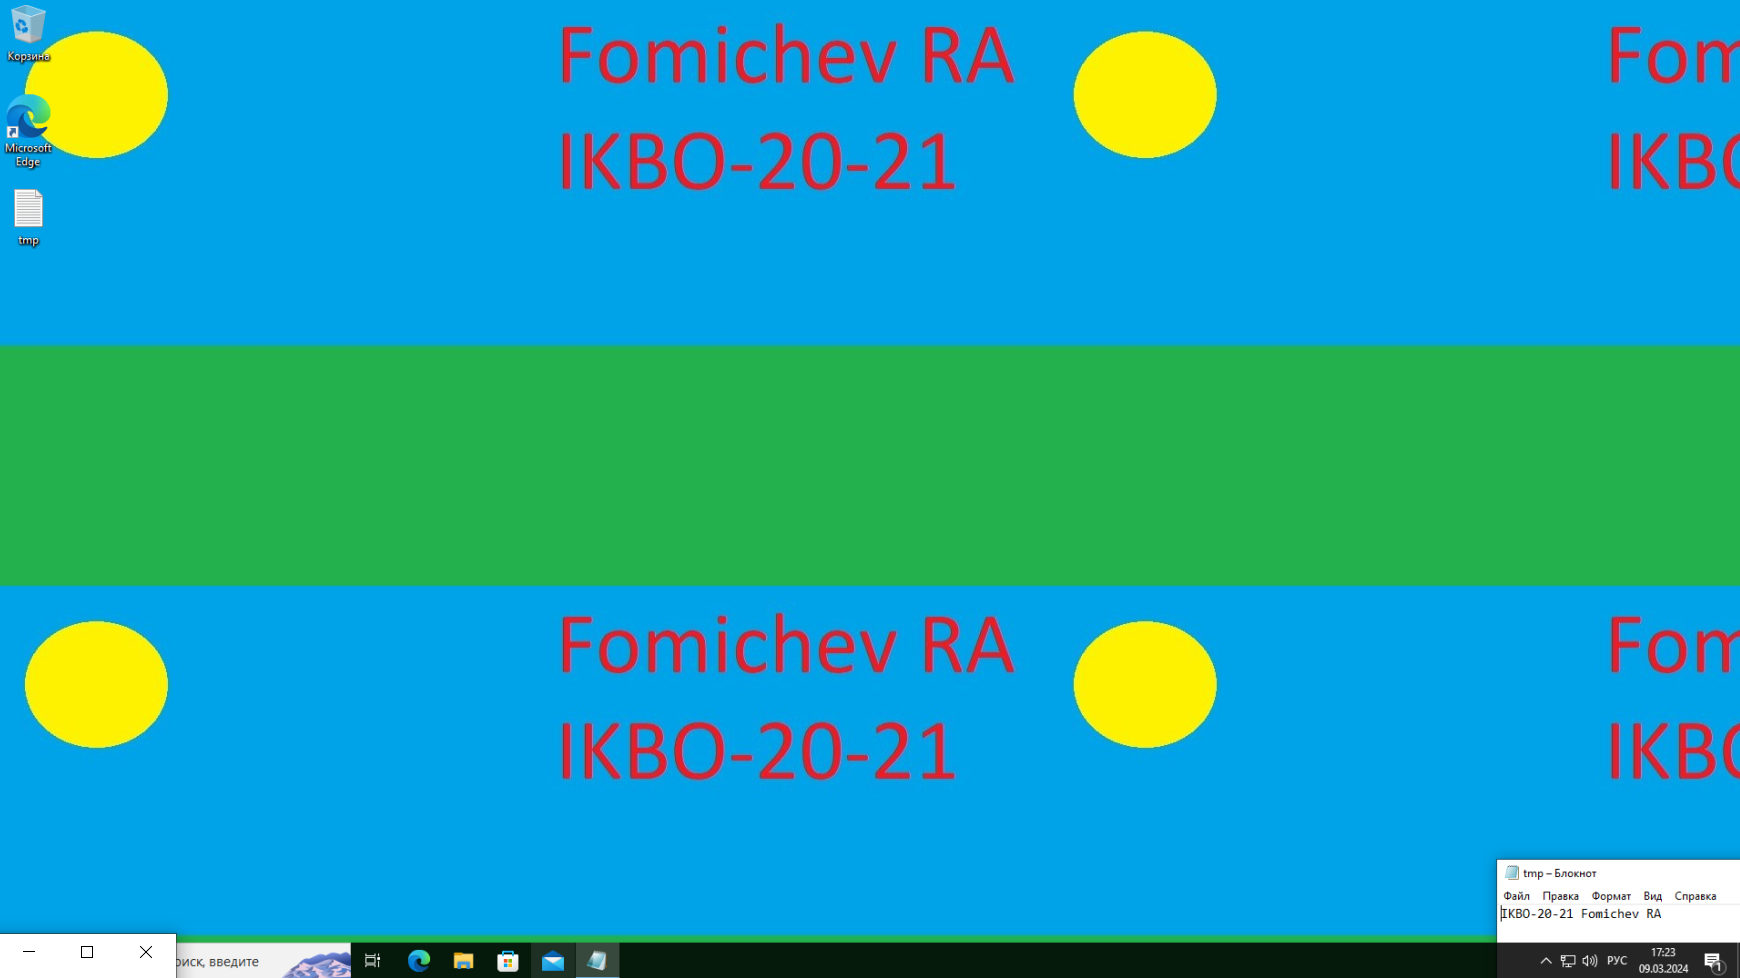 Корзина
Microsoft
Edge
tmp
Fomichev RA
IKBO-20-21
Fom
IKBO
Fomichev RA
IKBO-20-21
Fom
IKBO
tmp – Блокнот
Файл Правка Формат Вид Справка
IKBO-20-21 Fomichev RA
оиск, введите
РУС
17:23
09.03.2024
1